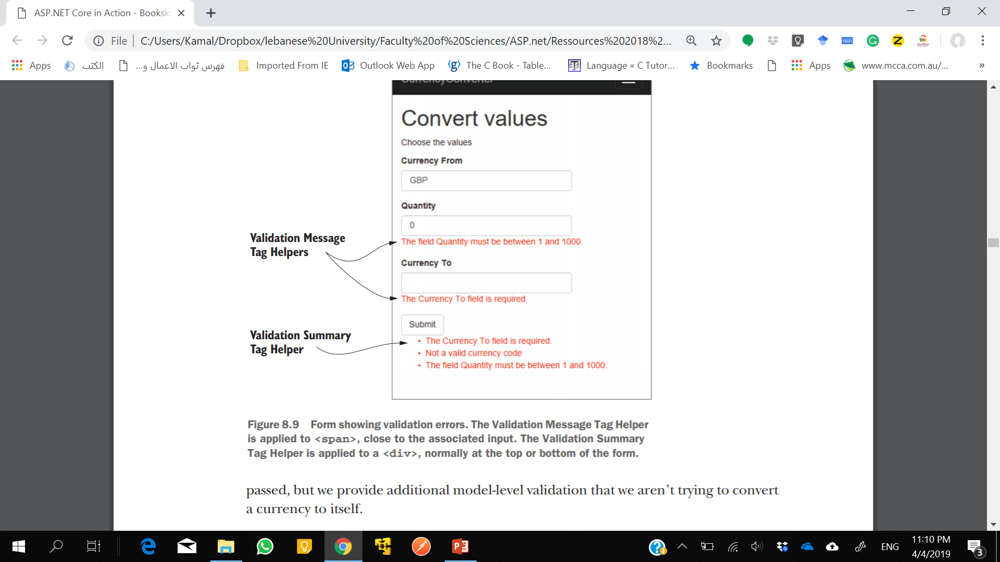 ASP.NET Core in Action - Booksk
File
C:/Users/Kamal/Dropbox/lebanese%20University/Faculty%20of%20Sciences/ASP.net/Ressources%202018%2...
Apps
الكتب
فهرس ثواب الاعمال و...
Imported From IE
Outlook Web App
The C Book - Table...
Language « C Tutor...
Bookmarks
Apps
www.mcca.com.au/...
»
CurrencyConverter
Convert values
Choose the values
Currency From
GBP
Quantity
0
The field Quantity must be between 1 and 1000.
Validation Message
Tag Helpers
Currency To
The Currency To field is required.
Submit
Validation Summary
Tag Helper
• The Currency To field is required.
• Not a valid currency code
• The field Quantity must be between 1 and 1000.
Figure 8.9 Form showing validation errors. The Validation Message Tag Helper
is applied to <span>, close to the associated input. The Validation Summary
Tag Helper is applied to a <div>, normally at the top or bottom of the form.
passed, but we provide additional model-level validation that we aren't trying to convert
a currency to itself.
ENG
11:10 PM
4/4/2019
3